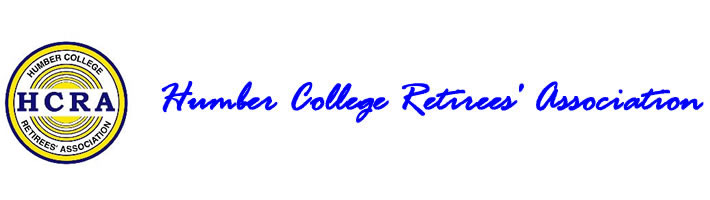 HUMBER COLLEGE
HCRA
RETIREES' ASSOCIATION
Humber College Retirees' Association